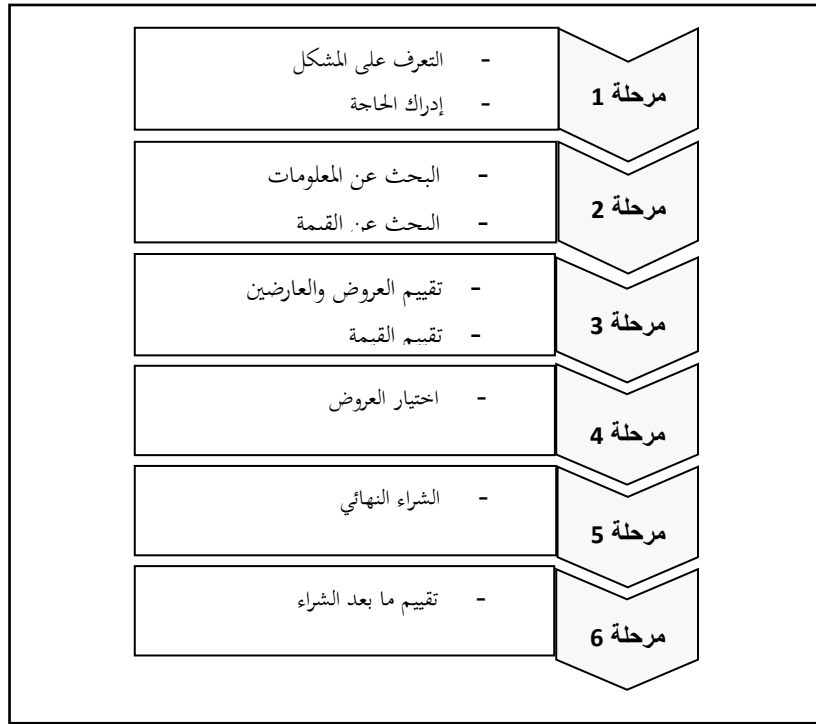 مرحلة 1
- التعرف على المشكل
- إدراك الحاجة
مرحلة 2
- البحث عن المعلومات
- البحث عن القيمة
مرحلة 3
- تقييم العروض والعارضين
- تقييم القيمة
مرحلة 4
- اختيار العروض
مرحلة 5
- الشراء النهائي
مرحلة 6
- تقييم ما بعد الشراء